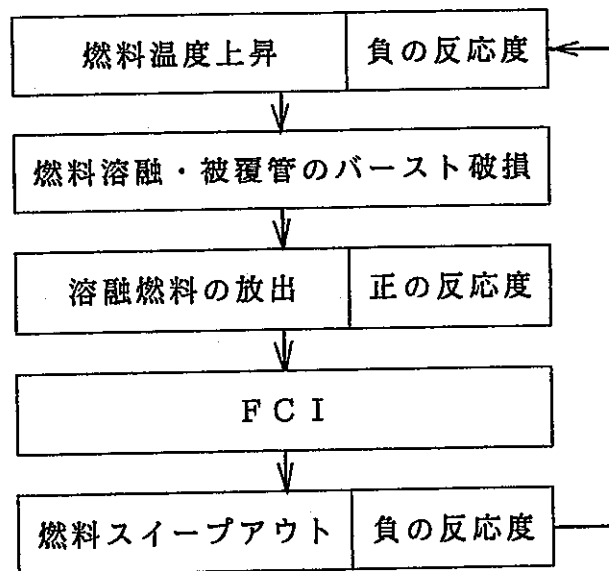 燃料温度上昇 負の反応度
燃料溶融・被覆管のバースト破損
溶融燃料の放出 正の反応度
ＦＣＩ
燃料スイープアウト 負の反応度